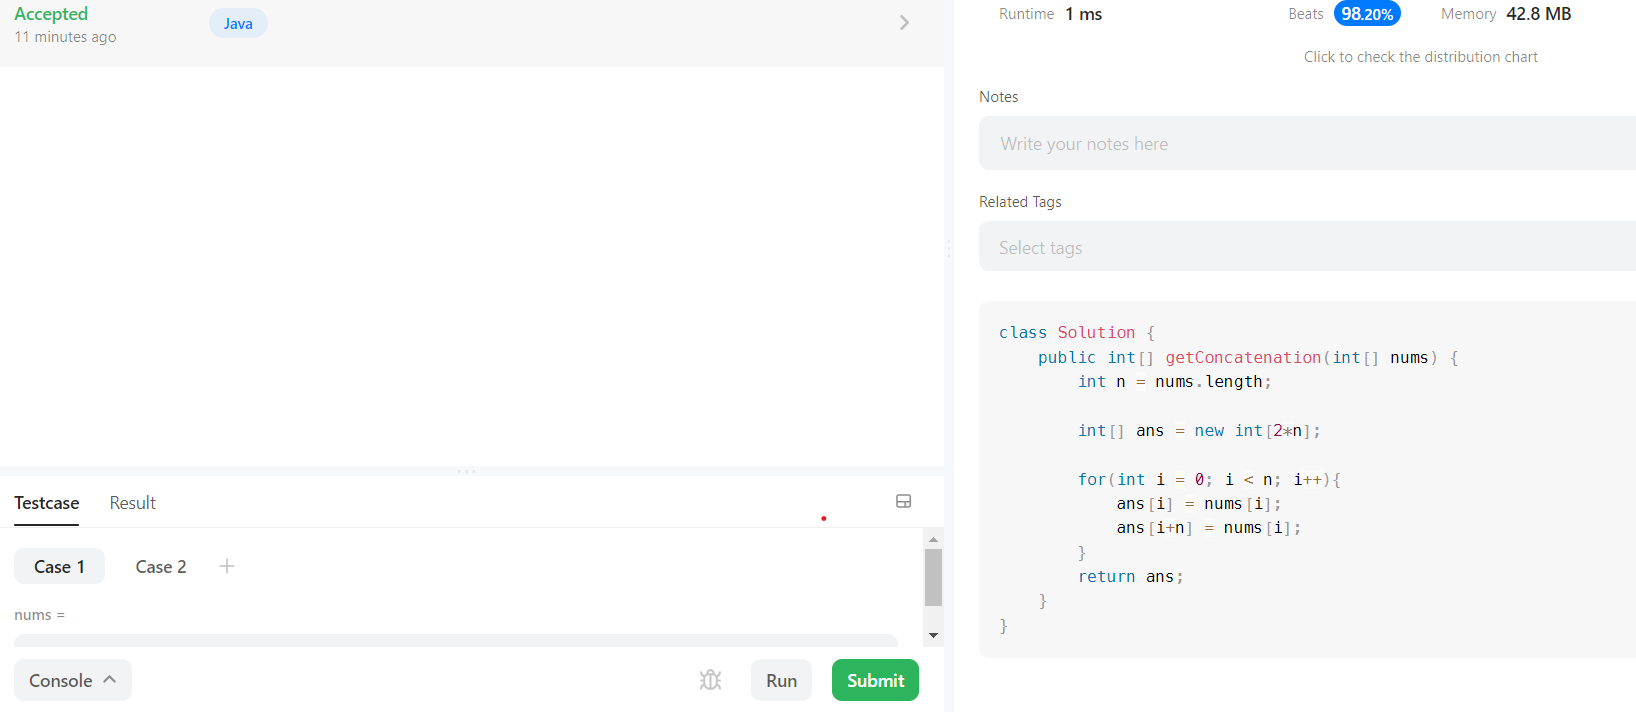 Accepted
11 minutes ago
Java
Testcase
Result
Case 1
Case 2
+
nums =
Console
Run
Submit
Runtime 1 ms
Beats 98.20%
Memory 42.8 MB
Click to check the distribution chart
Notes
Write your notes here
Related Tags
Select tags
class Solution {
    public int[] getConcatenation(int[] nums) {
        int n = nums.length;

        int[] ans = new int[2*n];

        for(int i = 0; i < n; i++){
            ans[i] = nums[i];
            ans[i+n] = nums[i];
        }
        return ans;
    }
}